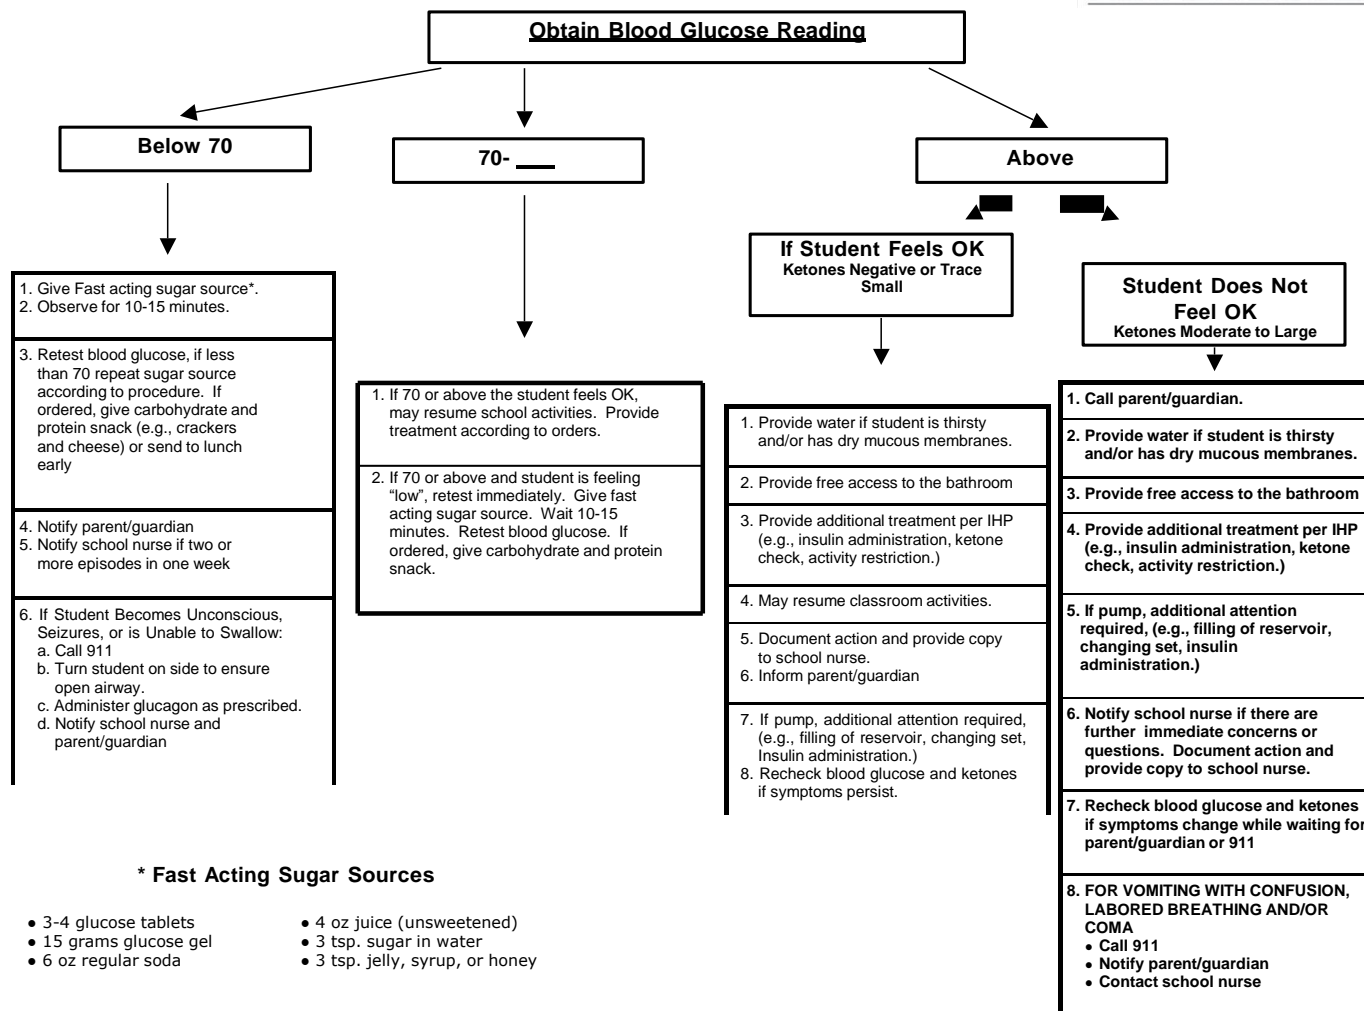 Obtain Blood Glucose Reading
Below 70
70- ___
Above
If Student Feels OK
Ketones Negative or Trace
Small
Student Does Not
Feel OK
Ketones Moderate to Large
1. Give Fast acting sugar source*.
2. Observe for 10-15 minutes.
3. Retest blood glucose, if less
than 70 repeat sugar source
according to procedure. If
ordered, give carbohydrate and
protein snack (e.g., crackers
and cheese) or send to lunch
early
4. Notify parent/guardian
5. Notify school nurse if two or
more episodes in one week
6. If Student Becomes Unconscious,
Seizures, or is Unable to Swallow:
a. Call 911
b. Turn student on side to ensure
open airway.
c. Administer glucagon as prescribed.
d. Notify school nurse and
parent/guardian
1. If 70 or above the student feels OK,
may resume school activities. Provide
treatment according to orders.
2. If 70 or above and student is feeling
“low”, retest immediately. Give fast
acting sugar source. Wait 10-15
minutes. Retest blood glucose. If
ordered, give carbohydrate and protein
snack.
1. Provide water if student is thirsty
and/or has dry mucous membranes.
2. Provide free access to the bathroom
3. Provide additional treatment per IHP
(e.g., insulin administration, ketone
check, activity restriction.)
4. May resume classroom activities.
5. Document action and provide copy
to school nurse.
6. Inform parent/guardian
7. If pump, additional attention required,
(e.g., filling of reservoir, changing set,
Insulin administration.)
8. Recheck blood glucose and ketones
if symptoms persist.
1. Call parent/guardian.
2. Provide water if student is thirsty
and/or has dry mucous membranes.
3. Provide free access to the bathroom
4. Provide additional treatment per IHP
(e.g., insulin administration, ketone
check, activity restriction.)
5. If pump, additional attention
required, (e.g., filling of reservoir,
changing set, insulin
administration.)
6. Notify school nurse if there are
further immediate concerns or
questions. Document action and
provide copy to school nurse.
7. Recheck blood glucose and ketones
if symptoms change while waiting for
parent/guardian or 911
8. FOR VOMITING WITH CONFUSION,
LABORED BREATHING AND/OR
COMA
● Call 911
● Notify parent/guardian
● Contact school nurse
* Fast Acting Sugar Sources
● 3-4 glucose tablets
● 15 grams glucose gel
● 6 oz regular soda
● 4 oz juice (unsweetened)
● 3 tsp. sugar in water
● 3 tsp. jelly, syrup, or honey